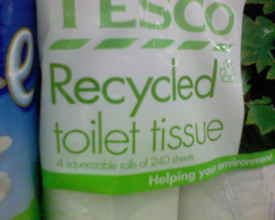 TESCO
Recycled
toilet tissue
4 squeezable rolls of 240 sheets
Helping your environment